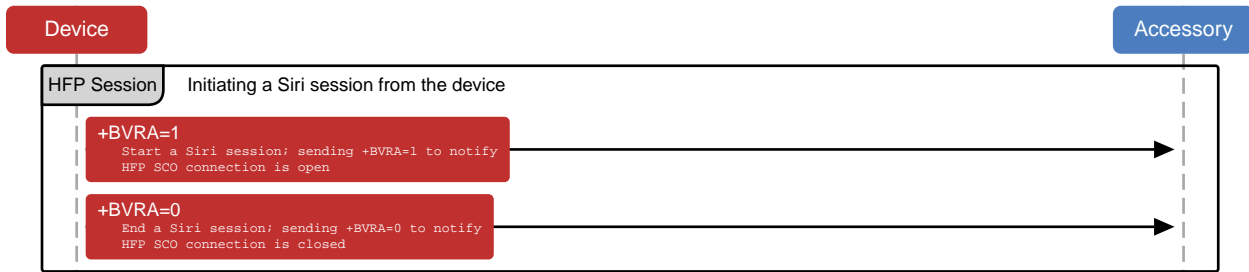 Device
Accessory
HFP Session
Initiating a Siri session from the device
+BVRA=1
Start a Siri session; sending +BVRA=1 to notify
HFP SCO connection is open
+BVRA=0
End a Siri session; sending +BVRA=0 to notify
HFP SCO connection is closed